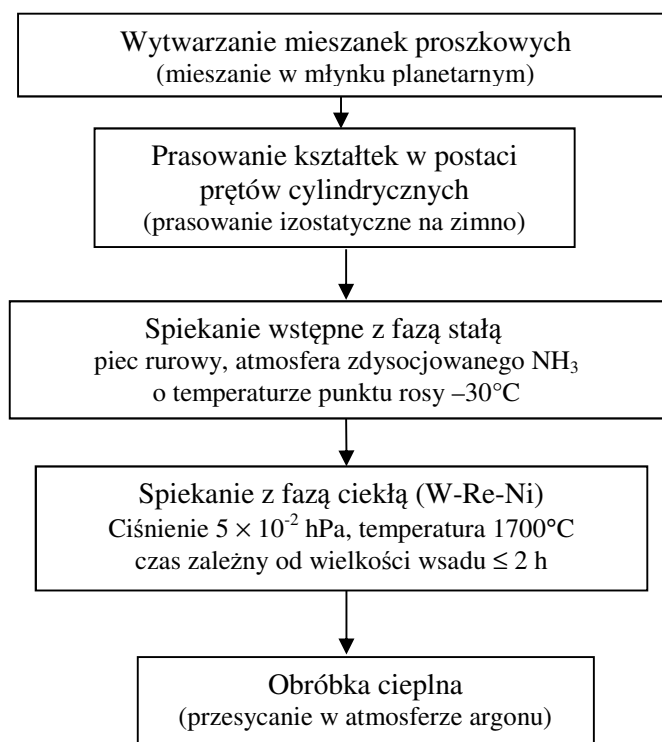 Wytwarzanie mieszanek proszkowych
(mieszanie w młynku planetarnym)
Prasowanie kształtek w postaci
prętów cylindrycznych
(prasowanie izostatyczne na zimno)
Spiekanie wstępne z fazą stałą
piec rurowy, atmosfera zdysocjowanego NH₃
o temperaturze punktu rosy –30°C
Spiekanie z fazą ciekłą (W-Re-Ni)
Ciśnienie 5 × 10⁻² hPa, temperatura 1700°C
czas zależny od wielkości wsadu ≤ 2 h
Obróbka cieplna
(przesycanie w atmosferze argonu)